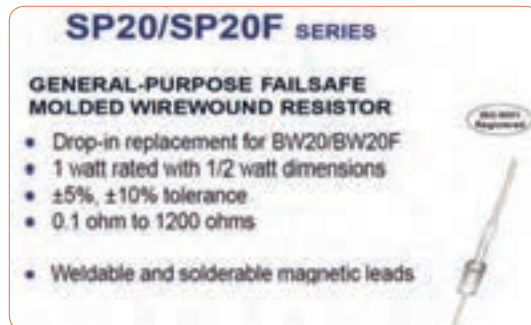 SP20/SP20F SERIES
GENERAL-PURPOSE FAILSAFE
MOLDED WIREWOUND RESISTOR
• Drop-in replacement for BW20/BW20F
• 1 watt rated with 1/2 watt dimensions
• ±5%, ±10% tolerance
• 0.1 ohm to 1200 ohms
• Weldable and solderable magnetic leads
Registered